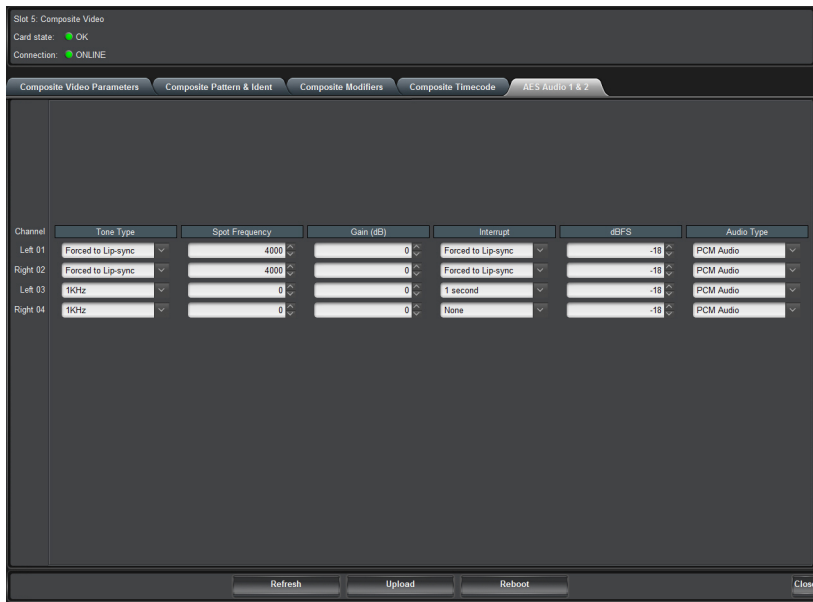 Slot 5: Composite Video
Card state: OK
Connection: ONLINE
Composite Video Parameters Composite Pattern & Ident Composite Modifiers Composite Timecode AES Audio 1 & 2
Channel Tone Type Spot Frequency Gain (dB) Interrupt dBFS Audio Type
Left 01 Forced to Lip-sync 4000 0 Forced to Lip-sync -18 PCM Audio
Right 02 Forced to Lip-sync 4000 0 Forced to Lip-sync -18 PCM Audio
Left 03 1KHz 0 0 1 second -18 PCM Audio
Right 04 1KHz 0 0 None -18 PCM Audio
Refresh Upload Reboot Close